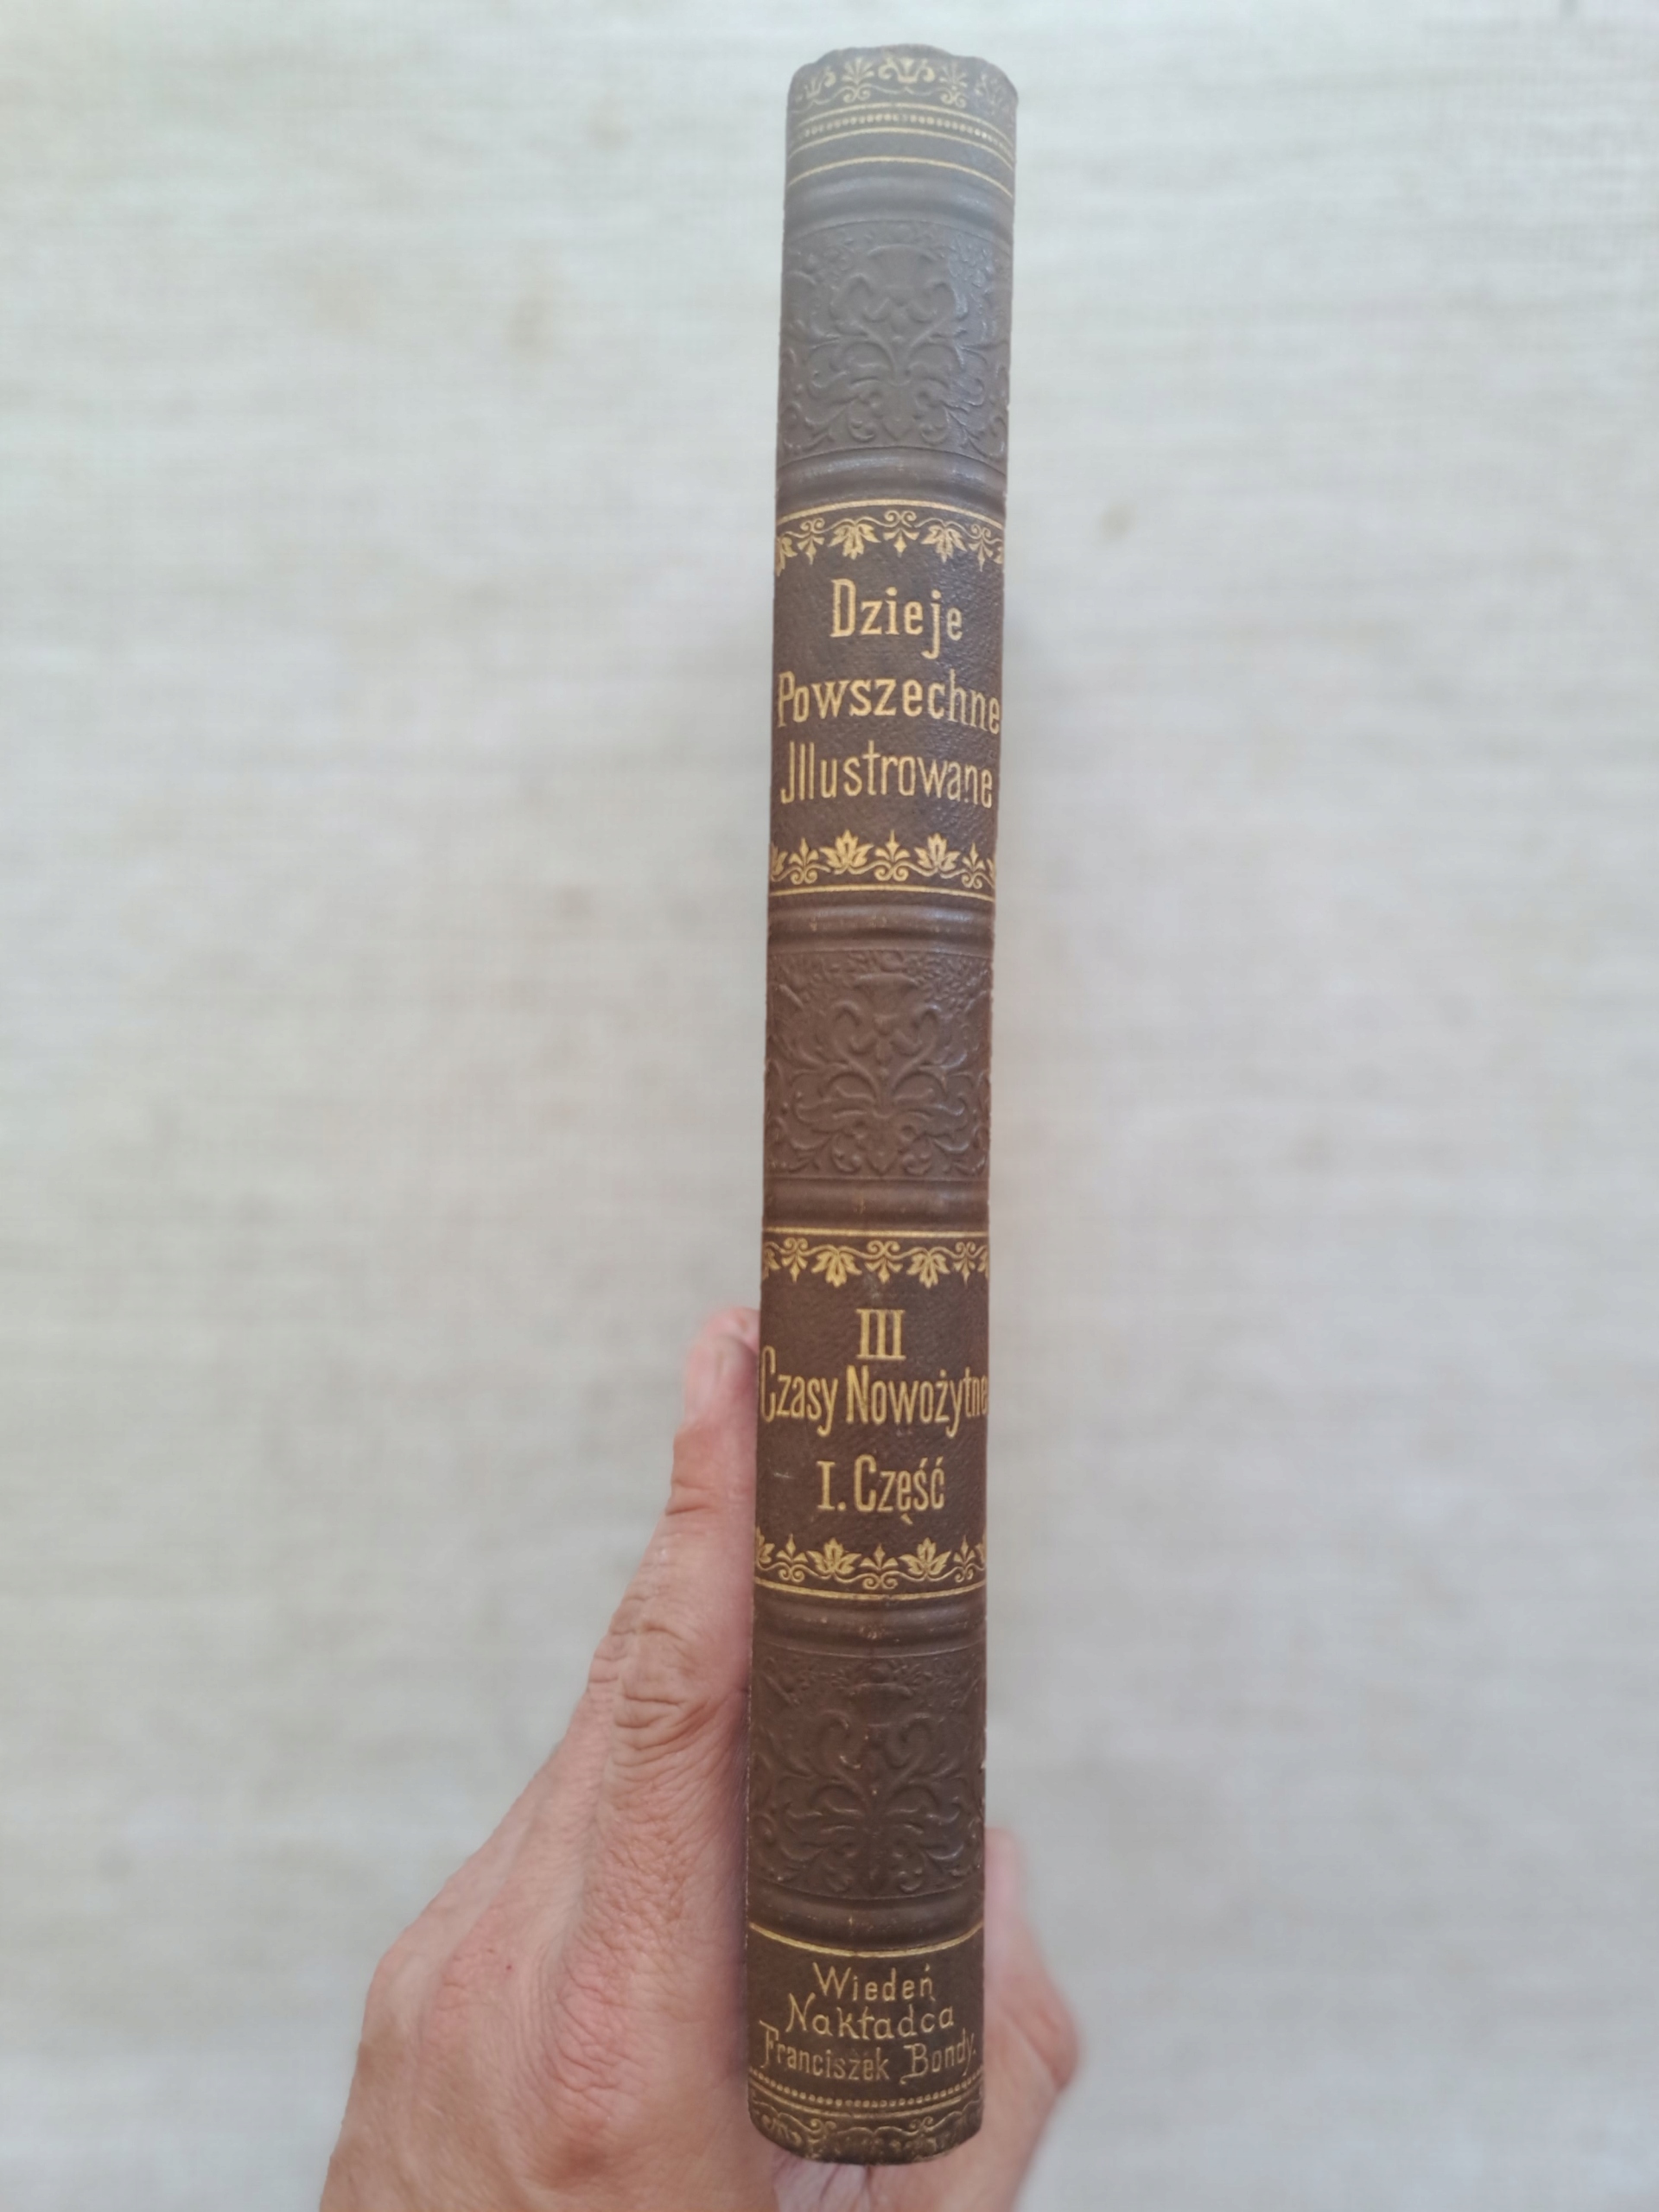 Dzieje
Powszechne
Jllustrowane
III
Czasy Nowożytne
I. Część
Wiedeń
Nakładca
Franciszek Bondy.